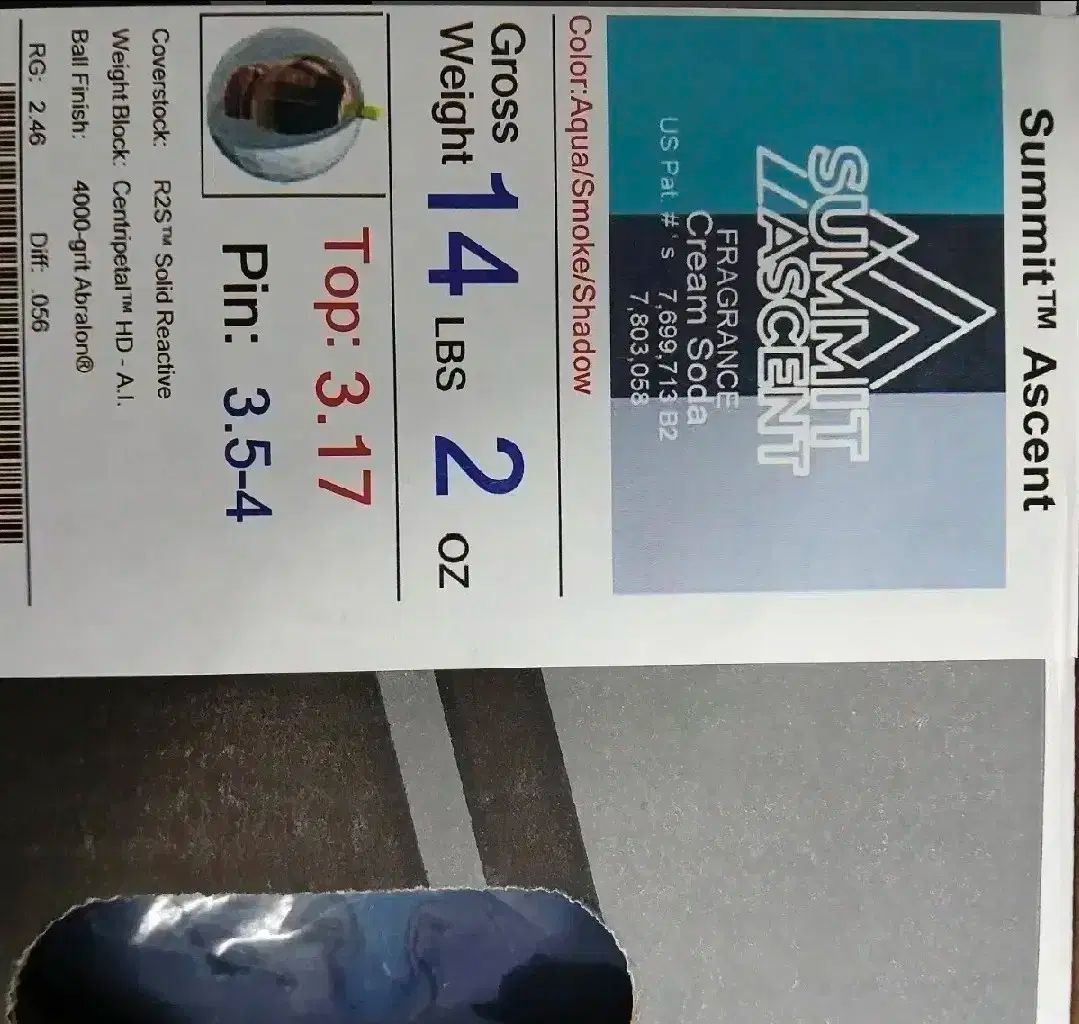 Summit™ Ascent
SUMMIT
//ASCENT
FRAGRANCE
Cream Soda
US Pat. #'s 7,699,713 B2
7,803,058
Color:Aqua/Smoke/Shadow
Gross
Weight 14 LBS 2 OZ
Top: 3.17
Pin: 3.5-4
Coverstock: R2S™ Solid Reactive
Weight Block: Centripetal™ HD - A.I.
Ball Finish: 4000-grit Abralon®
RG: 2.46 Diff: .056